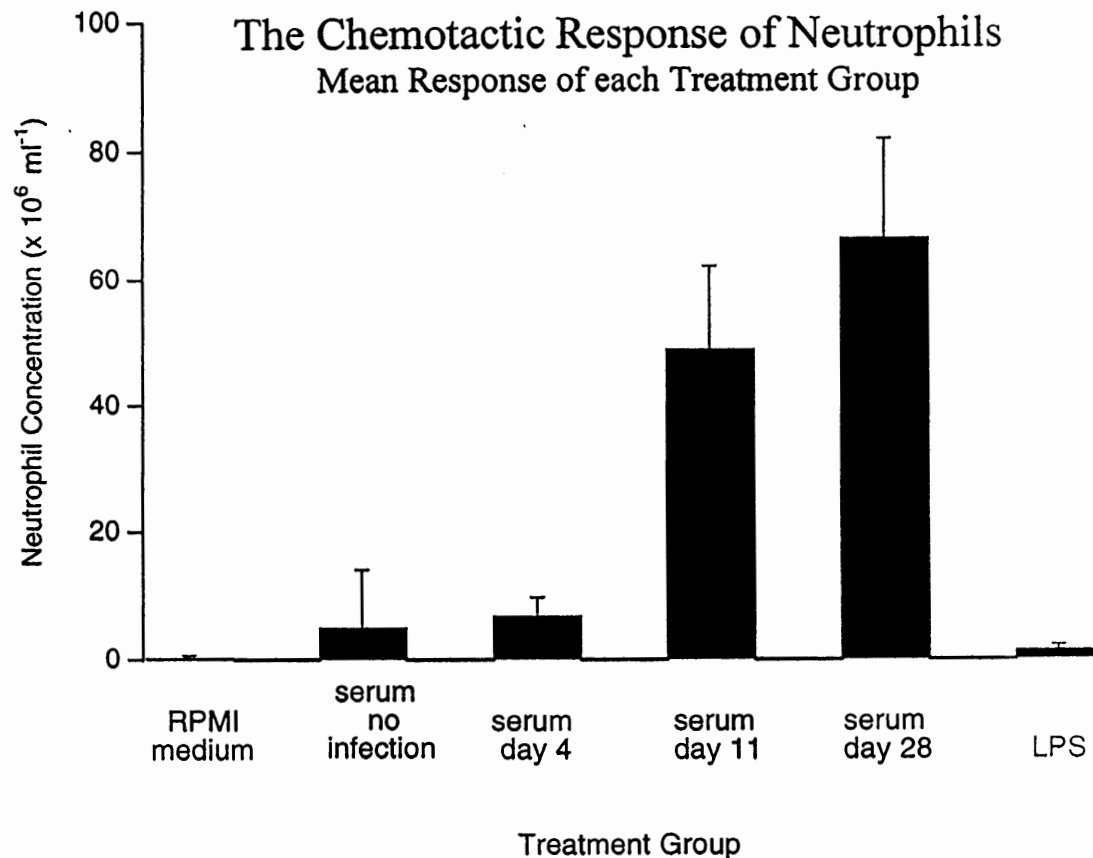 The Chemotactic Response of Neutrophils
Mean Response of each Treatment Group
Neutrophil Concentration (x 10⁶ ml⁻¹)
100
80
60
40
20
0
RPMI
medium
serum
no
infection
serum
day 4
serum
day 11
serum
day 28
LPS
Treatment Group